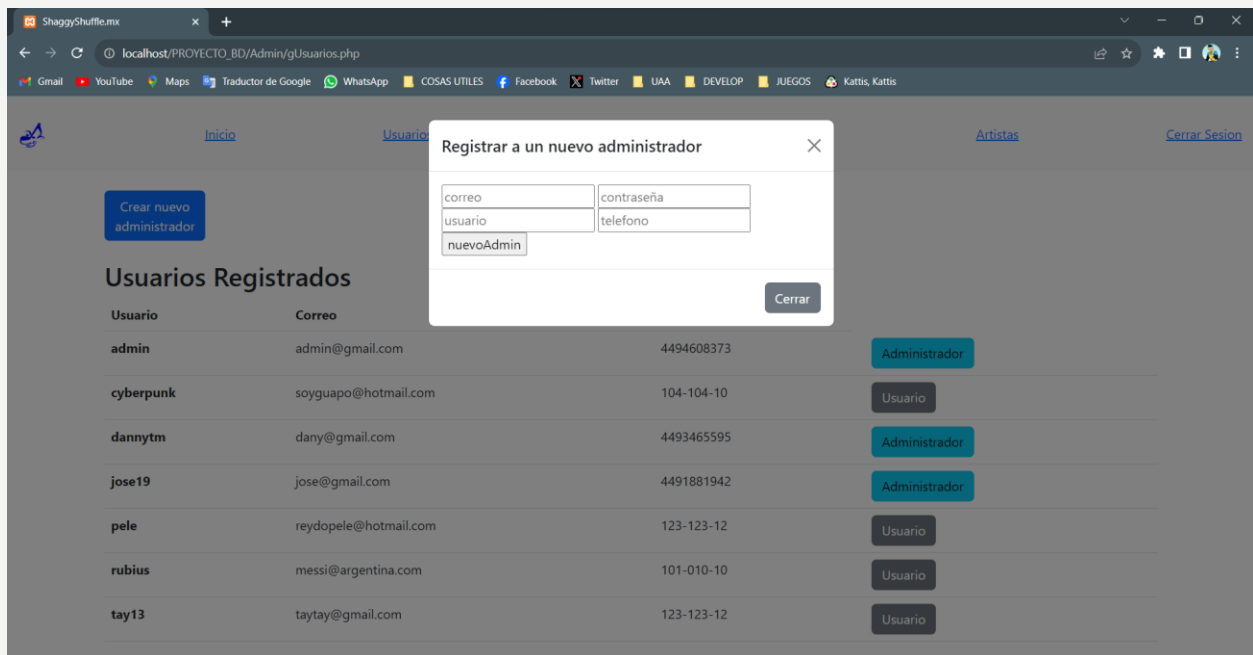 ShaggyShuffle.mx
localhost/PROYECTO_BD/Admin/gUsuarios.php
Gmail YouTube Maps Traductor de Google WhatsApp COSAS UTILES Facebook Twitter UAA DEVELOP JUEGOS Kattis, Kattis
Inicio Usuarios Artistas Cerrar Sesion
Registrar a un nuevo administrador
correo contraseña
usuario telefono
nuevoAdmin
Cerrar
Crear nuevo
administrador
Usuarios Registrados
Usuario Correo
admin admin@gmail.com 4494608373 Administrador
cyberpunk soyguapo@hotmail.com 104-104-10 Usuario
dannytm dany@gmail.com 4493465595 Administrador
jose19 jose@gmail.com 4491881942 Administrador
pele reydopele@hotmail.com 123-123-12 Usuario
rubius messi@argentina.com 101-010-10 Usuario
tay13 taytay@gmail.com 123-123-12 Usuario